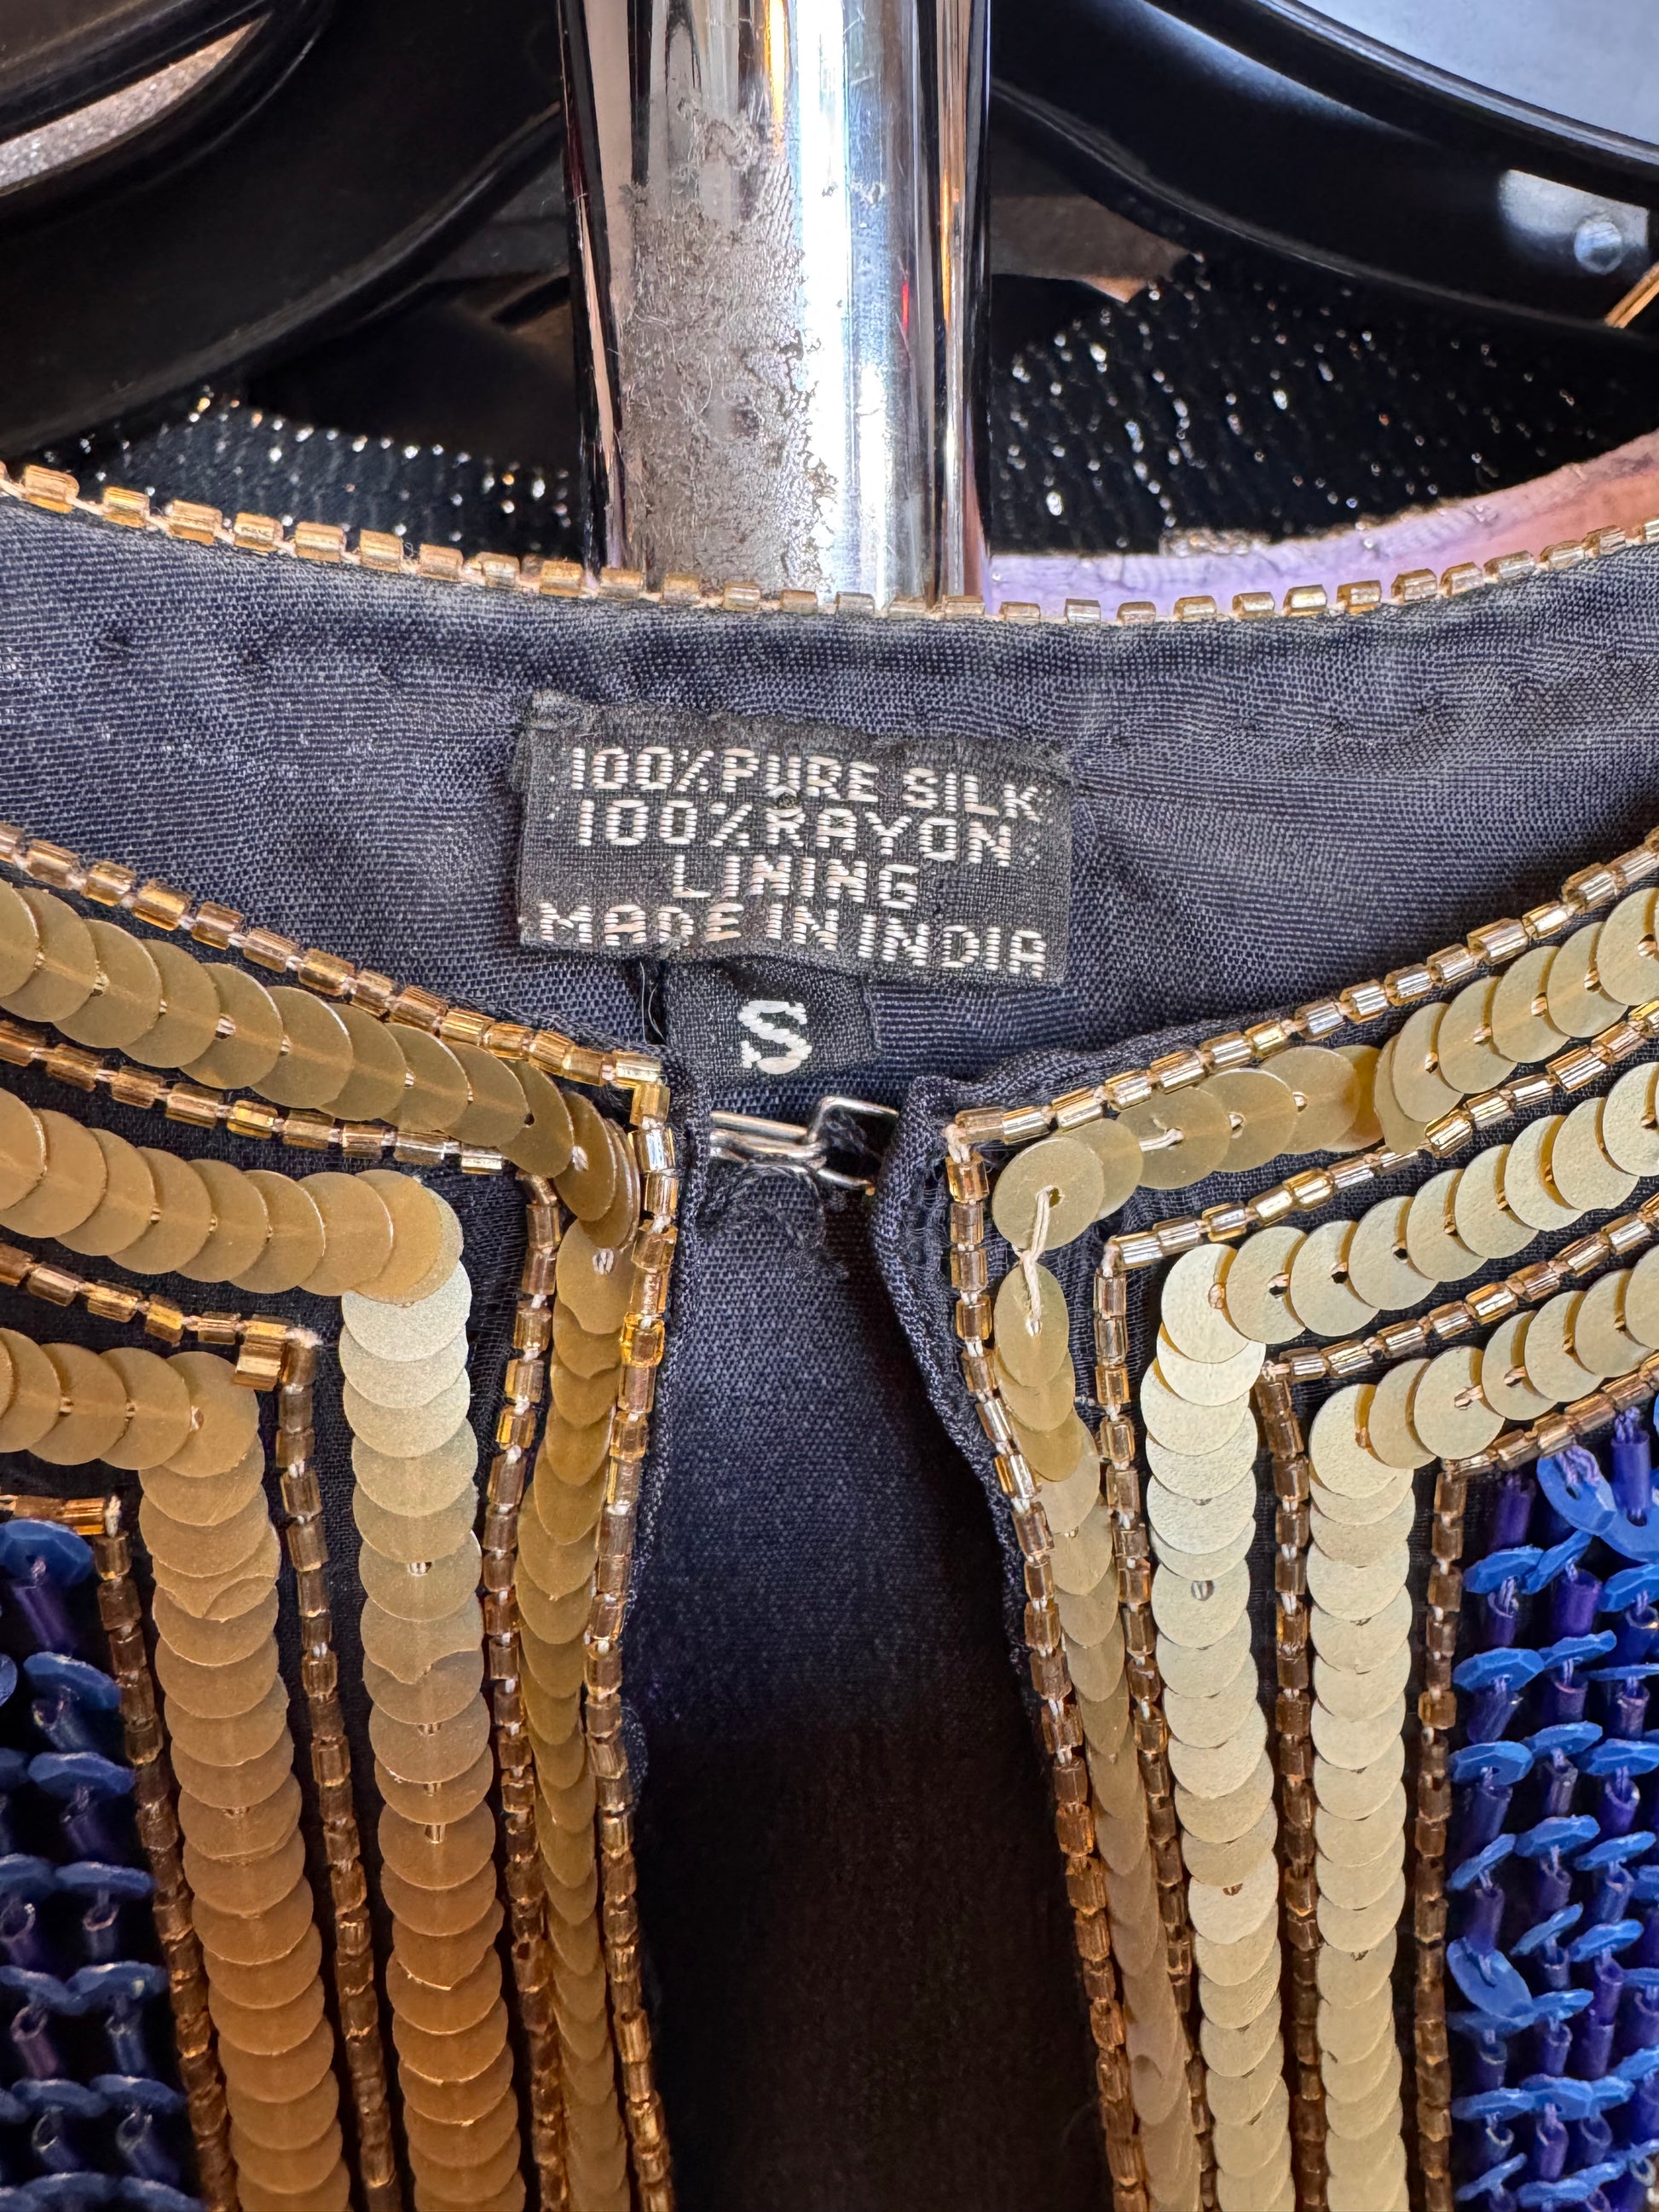 100% PURE SILK
100% RAYON
LINING
MADE IN INDIA
S